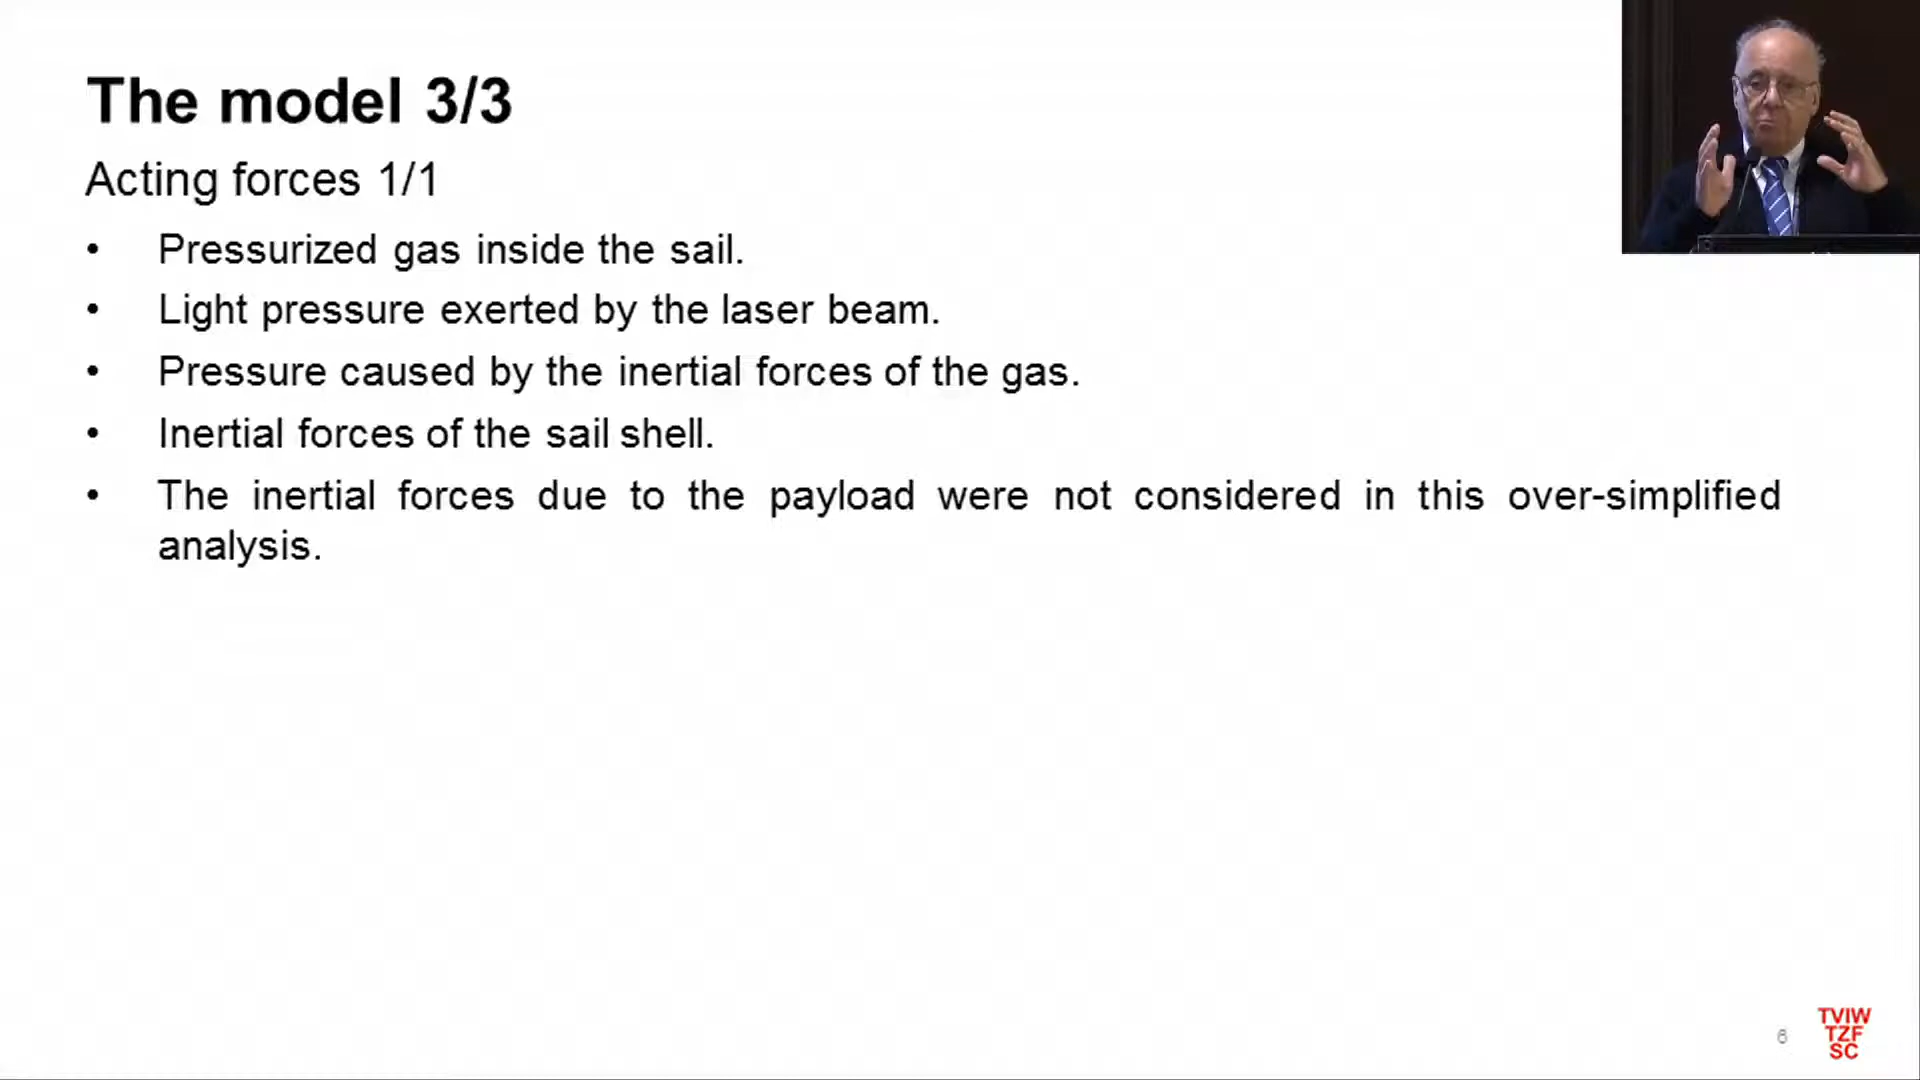 The model 3/3
Acting forces 1/1
• Pressurized gas inside the sail.
• Light pressure exerted by the laser beam.
• Pressure caused by the inertial forces of the gas.
• Inertial forces of the sail shell.
• The inertial forces due to the payload were not considered in this over-simplified
analysis.
6
TVIW
TZF
SC